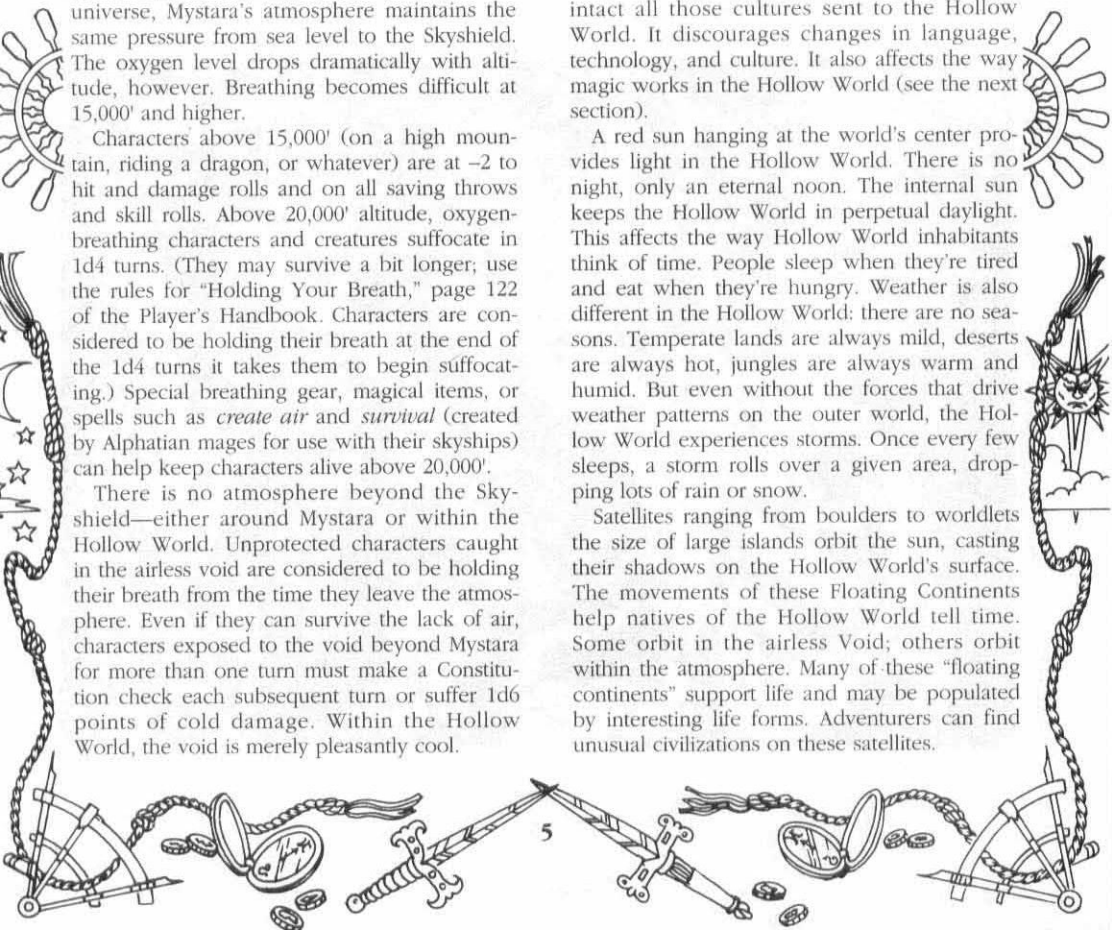 universe, Mystara's atmosphere maintains the
same pressure from sea level to the Skyshield.
The oxygen level drops dramatically with alti-
tude, however. Breathing becomes difficult at
15,000' and higher.
Characters above 15,000' (on a high moun-
tain, riding a dragon, or whatever) are at –2 to
hit and damage rolls and on all saving throws
and skill rolls. Above 20,000' altitude, oxygen-
breathing characters and creatures suffocate in
1d4 turns. (They may survive a bit longer; use
the rules for "Holding Your Breath," page 122
of the Player's Handbook. Characters are con-
sidered to be holding their breath at the end of
the 1d4 turns it takes them to begin suffocat-
ing.) Special breathing gear, magical items, or
spells such as create air and survival (created
by Alphatian mages for use with their skyships)
can help keep characters alive above 20,000'.
There is no atmosphere beyond the Sky-
shield—either around Mystara or within the
Hollow World. Unprotected characters caught
in the airless void are considered to be holding
their breath from the time they leave the atmos-
phere. Even if they can survive the lack of air,
characters exposed to the void beyond Mystara
for more than one turn must make a Constitu-
tion check each subsequent turn or suffer 1d6
points of cold damage. Within the Hollow
World, the void is merely pleasantly cool.
intact all those cultures sent to the Hollow
World. It discourages changes in language,
technology, and culture. It also affects the way
magic works in the Hollow World (see the next
section).
A red sun hanging at the world's center pro-
vides light in the Hollow World. There is no
night, only an eternal noon. The internal sun
keeps the Hollow World in perpetual daylight.
This affects the way Hollow World inhabitants
think of time. People sleep when they're tired
and eat when they're hungry. Weather is also
different in the Hollow World: there are no sea-
sons. Temperate lands are always mild, deserts
are always hot, jungles are always warm and
humid. But even without the forces that drive
weather patterns on the outer world, the Hol-
low World experiences storms. Once every few
sleeps, a storm rolls over a given area, drop-
ping lots of rain or snow.
Satellites ranging from boulders to worldlets
the size of large islands orbit the sun, casting
their shadows on the Hollow World's surface.
The movements of these Floating Continents
help natives of the Hollow World tell time.
Some orbit in the airless Void; others orbit
within the atmosphere. Many of these "floating
continents" support life and may be populated
by interesting life forms. Adventurers can find
unusual civilizations on these satellites.
5